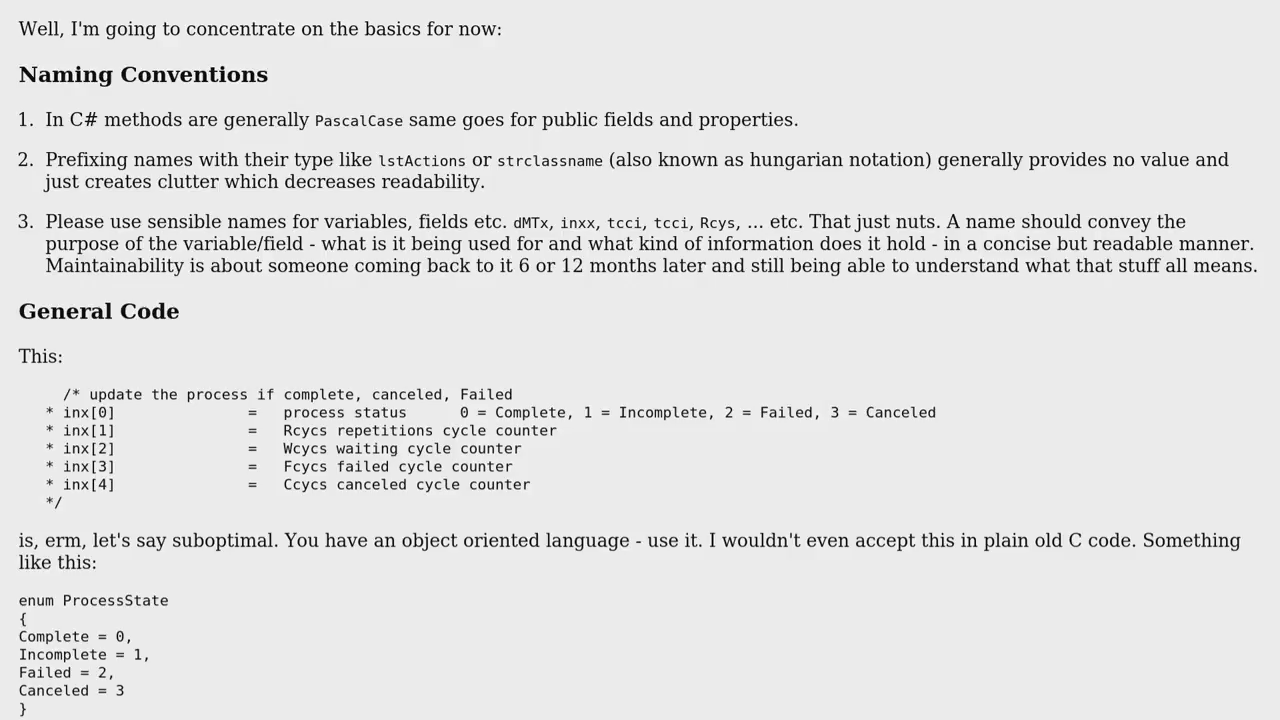 Well, I'm going to concentrate on the basics for now:
Naming Conventions
1. In C# methods are generally PascalCase same goes for public fields and properties.
2. Prefixing names with their type like lstActions or strclassname (also known as hungarian notation) generally provides no value and
just creates clutter which decreases readability.
3. Please use sensible names for variables, fields etc. dMTx, inxx, tcci, tcci, Rcys, ... etc. That just nuts. A name should convey the
purpose of the variable/field - what is it being used for and what kind of information does it hold - in a concise but readable manner.
Maintainability is about someone coming back to it 6 or 12 months later and still being able to understand what that stuff all means.
General Code
This:
/* update the process if complete, canceled, Failed
* inx[0] = process status 0 = Complete, 1 = Incomplete, 2 = Failed, 3 = Canceled
* inx[1] = Rcycs repetitions cycle counter
* inx[2] = Wcycs waiting cycle counter
* inx[3] = Fcycs failed cycle counter
* inx[4] = Ccycs canceled cycle counter
*/
is, erm, let's say suboptimal. You have an object oriented language - use it. I wouldn't even accept this in plain old C code. Something
like this:
enum ProcessState
{
Complete = 0,
Incomplete = 1,
Failed = 2,
Canceled = 3
}